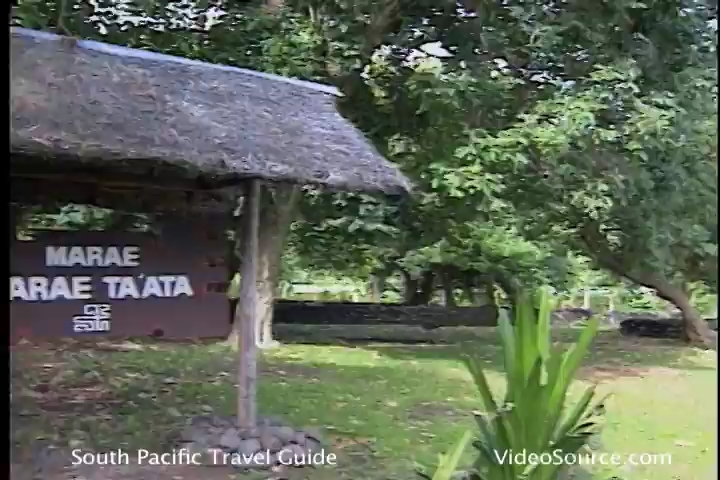 MARAE
ARAE TA'ATA
South Pacific Travel Guide
VideoSource.com